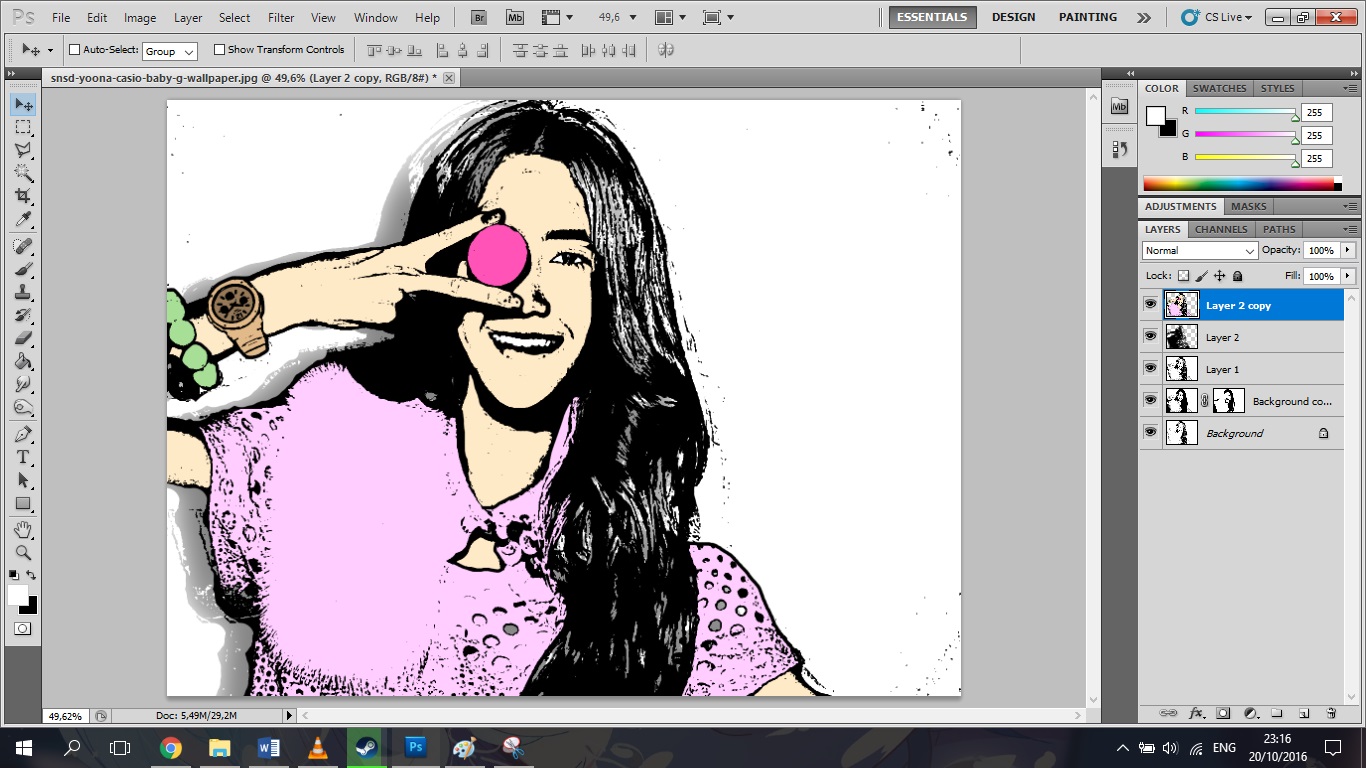 Ps File Edit Image Layer Select Filter View Window Help Br Mb 49,6 ESSENTIALS DESIGN PAINTING CS Live
Auto-Select: Group Show Transform Controls
snsd-yoona-casio-baby-g-wallpaper.jpg @ 49,6% (Layer 2 copy, RGB/8#) *
COLOR SWATCHES STYLES
Mb
R 255
G 255
B 255
ADJUSTMENTS MASKS
LAYERS CHANNELS PATHS
Normal Opacity: 100%
Lock: Fill: 100%
Layer 2 copy
Layer 2
Layer 1
Background co...
Background
T
49,62% Doc: 5,49M/29,2M
fx
W Ps ENG 23:16
20/10/2016